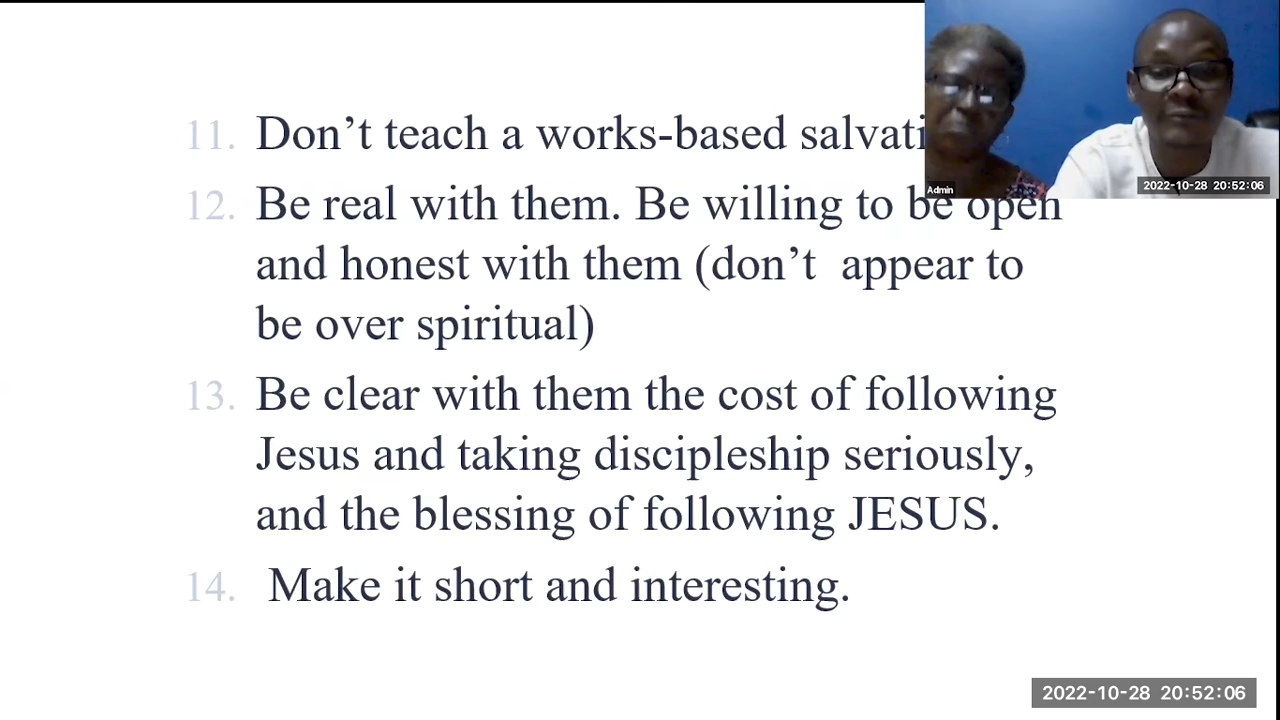 11. Don’t teach a works-based
12. Be real with them. Be willing to be open
and honest with them (don’t appear to
be over spiritual)
13. Be clear with them the cost of following
Jesus and taking discipleship seriously,
and the blessing of following JESUS.
14. Make it short and interesting.
Admin
2022-10-28 20:52:06
2022-10-28 20:52:06